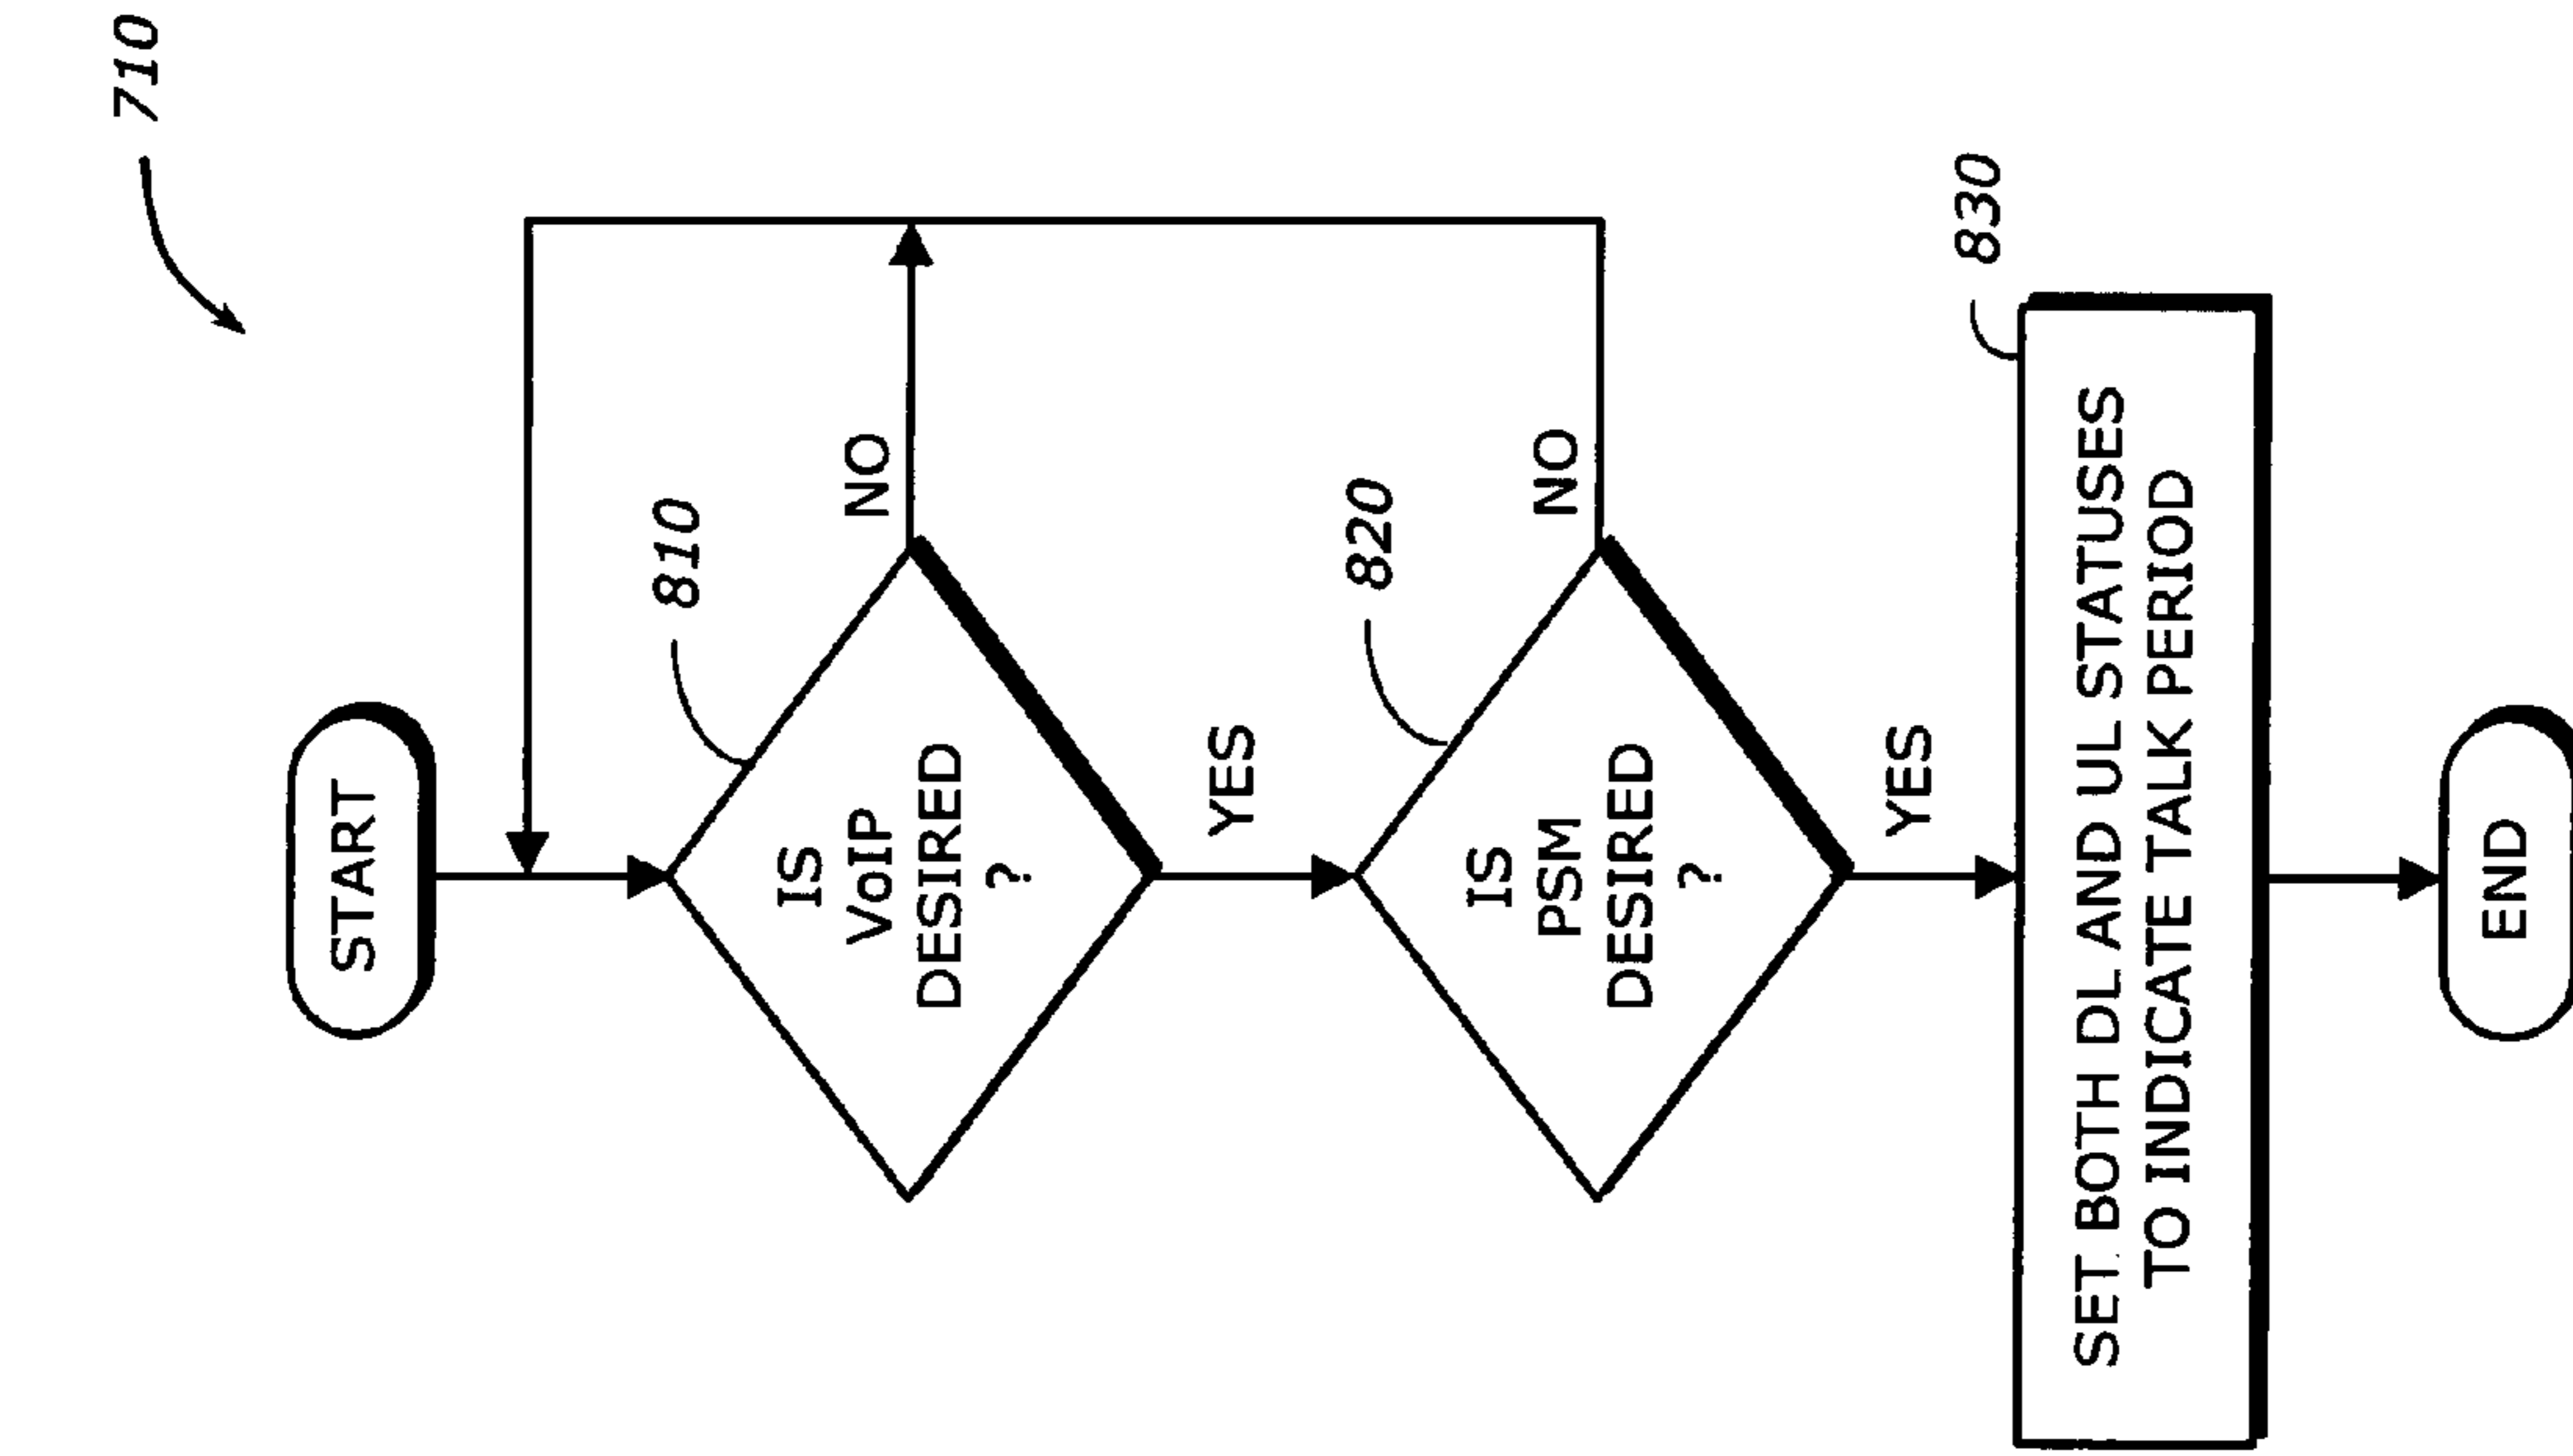 710
START
810
IS
VoIP
DESIRED
?
NO
YES
820
IS
PSM
DESIRED
?
NO
YES
830
SET BOTH DL AND UL STATUSES
TO INDICATE TALK PERIOD
END